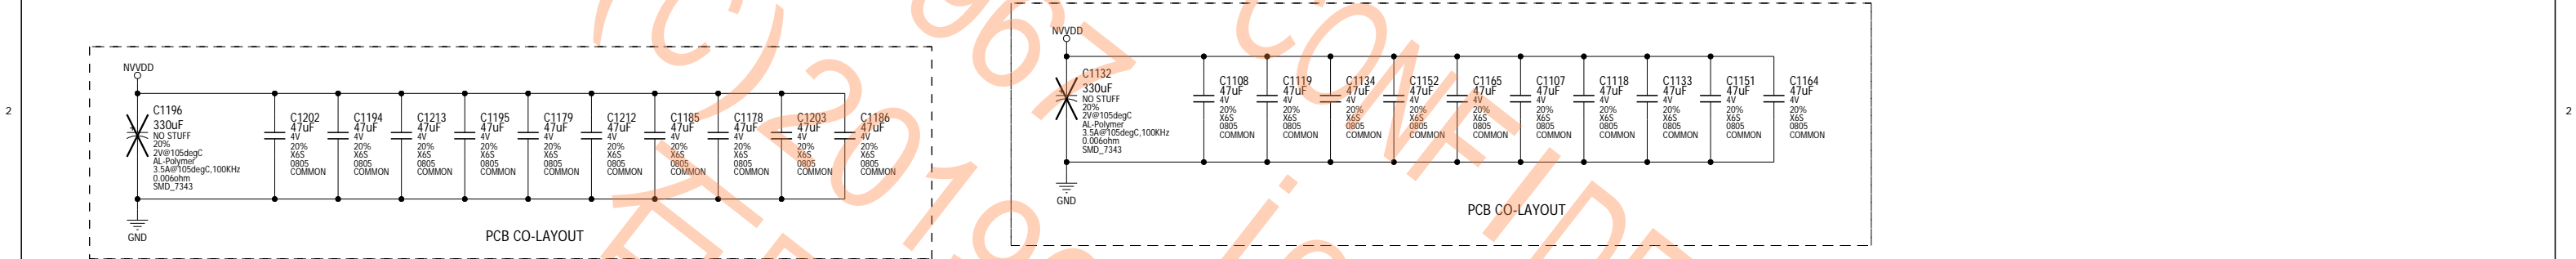 2
NVVDD
C1196
330uF
NO STUFF
20%
2V@105degC
AL-Polymer
3.5A@105degC,100KHz
0.006ohm
SMD_7343
GND
C1202
47uF
4V
20%
X6S
0805
COMMON
C1194
47uF
4V
20%
X6S
0805
COMMON
C1213
47uF
4V
20%
X6S
0805
COMMON
C1195
47uF
4V
20%
X6S
0805
COMMON
C1179
47uF
4V
20%
X6S
0805
COMMON
C1212
47uF
4V
20%
X6S
0805
COMMON
C1185
47uF
4V
20%
X6S
0805
COMMON
C1178
47uF
4V
20%
X6S
0805
COMMON
C1203
47uF
4V
20%
X6S
0805
COMMON
C1186
47uF
4V
20%
X6S
0805
COMMON
PCB CO-LAYOUT
NVVDD
C1132
330uF
NO STUFF
20%
2V@105degC
AL-Polymer
3.5A@105degC,100KHz
0.006ohm
SMD_7343
GND
C1108
47uF
4V
20%
X6S
0805
COMMON
C1119
47uF
4V
20%
X6S
0805
COMMON
C1134
47uF
4V
20%
X6S
0805
COMMON
C1152
47uF
4V
20%
X6S
0805
COMMON
C1165
47uF
4V
20%
X6S
0805
COMMON
C1107
47uF
4V
20%
X6S
0805
COMMON
C1118
47uF
4V
20%
X6S
0805
COMMON
C1133
47uF
4V
20%
X6S
0805
COMMON
C1151
47uF
4V
20%
X6S
0805
COMMON
C1164
47uF
4V
20%
X6S
0805
COMMON
PCB CO-LAYOUT
2